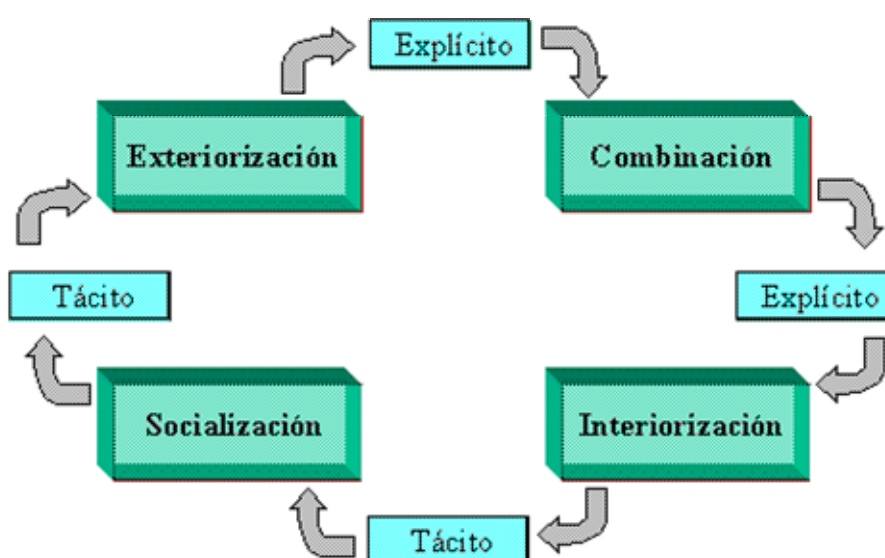 Explícito
Exteriorización
Combinación
Tácito
Explícito
Socialización
Interiorización
Tácito